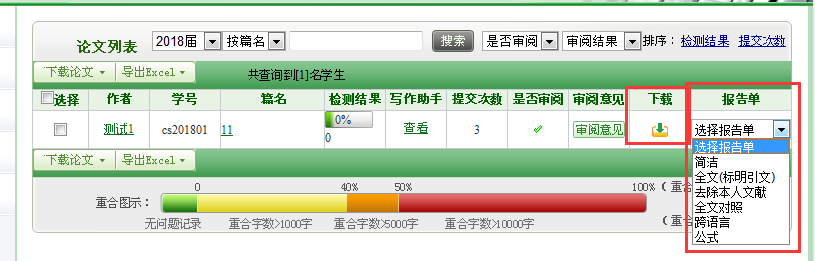 论文列表 2018届 按篇名 搜索 是否审阅 审阅结果 排序： 检测结果 提交次数
下载论文 导出Excel 共查询到[1]名学生
选择 作者 学号 篇名 检测结果 写作助手 提交次数 是否审阅 审阅意见 下载 报告单
测试1 cs201801 11 0% 查看 3 审阅意见 选择报告单
0
选择报告单
简洁
全文(标明引文)
去除本人文献
全文对照
跨语言
公式
下载论文 导出Excel
0 40% 50% 100%（重合
重合图示：
无问题记录 重合字数>1000字 重合字数>5000字 重合字数>10000字 （重